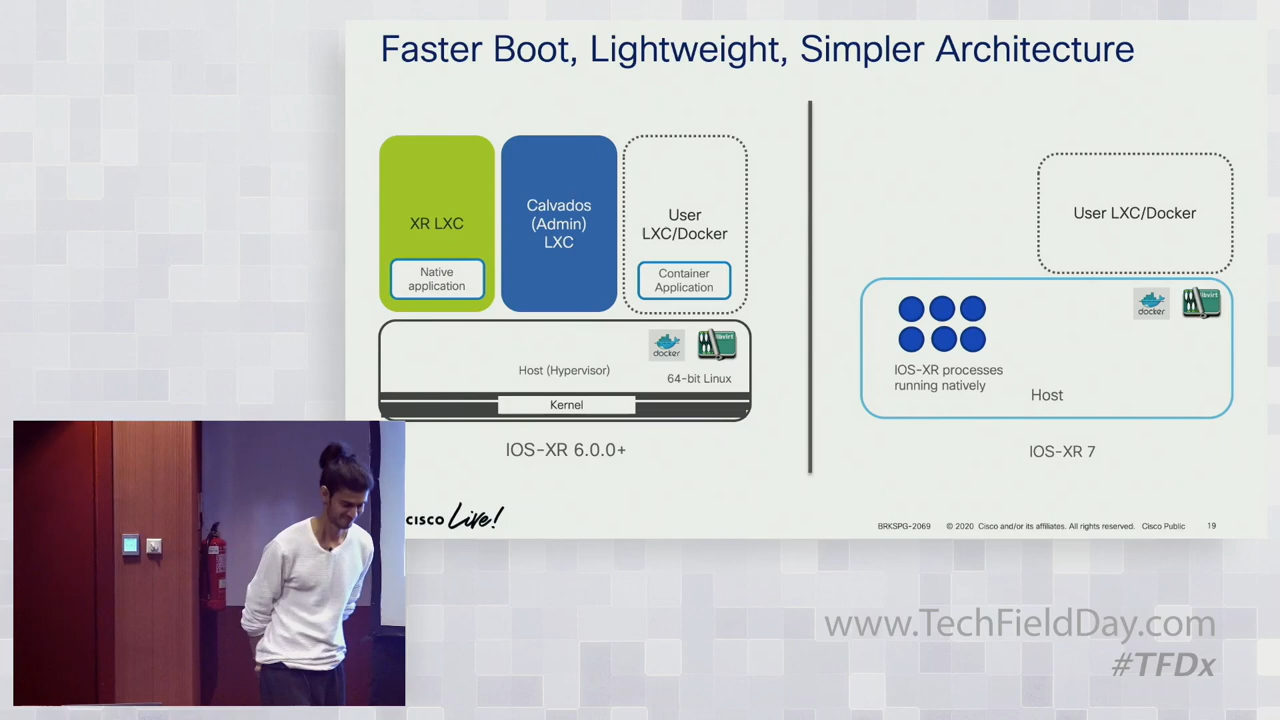 Faster Boot, Lightweight, Simpler Architecture
XR LXC
Native
application
Calvados
(Admin)
LXC
User
LXC/Docker
Container
Application
docker
Host (Hypervisor)
64-bit Linux
Kernel
IOS-XR 6.0.0+
User LXC/Docker
docker
IOS-XR processes
running natively
Host
IOS-XR 7
CISCO Live!
BRKSPG-2069 © 2020 Cisco and/or its affiliates. All rights reserved. Cisco Public 19
www.TechFieldDay.com
#TFDx